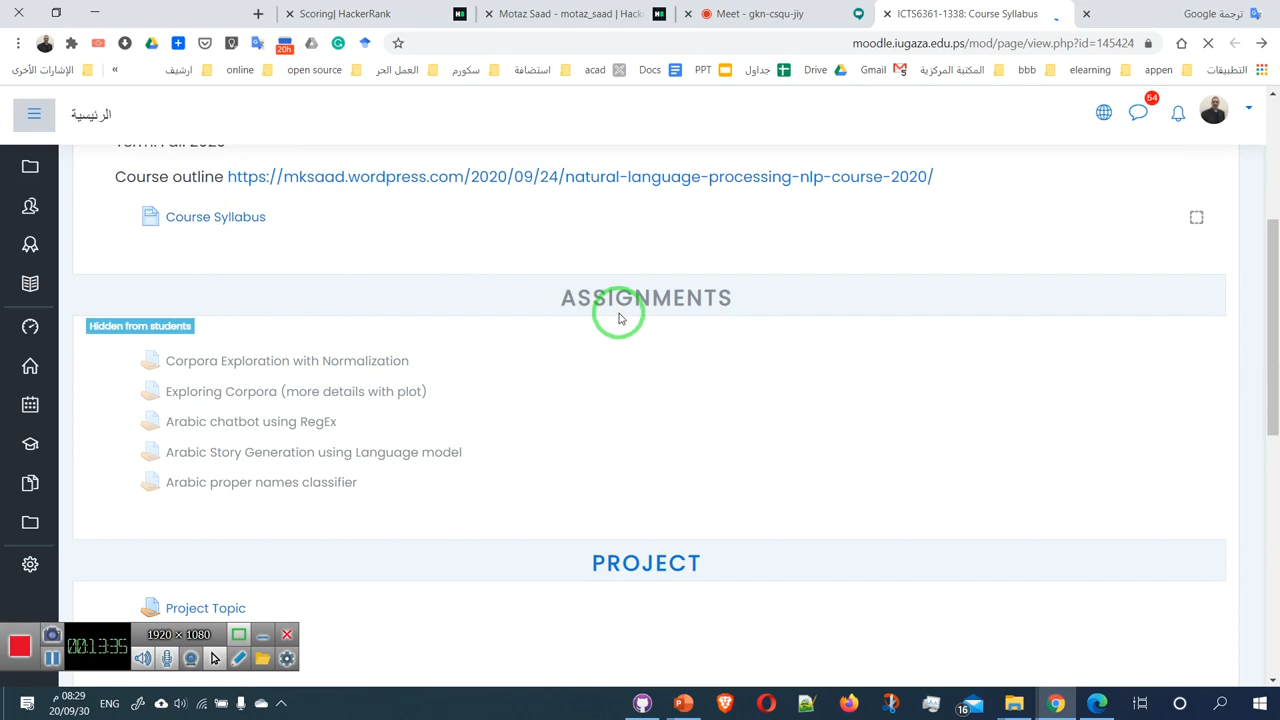 Scoring| HackerRank
Motaz Saad - motaz_saad | Hack
Meet - gkn-csqu-jiy
ICTS6361-1338: Course Syllabus
ترجمة Google
20h
moodle.iugaza.edu.ps/mod/page/view.php?id=145424
التطبيقات
appen
elearning
bbb
المكتبة المركزية
Gmail
Drive
جداول
PPT
Docs
acad
استضافة
سكورم
العمل الحر
open source
online
ارشيف
»
الإشارات الأخرى
الرئيسية
54
Course outline https://mksaad.wordpress.com/2020/09/24/natural-language-processing-nlp-course-2020/
Course Syllabus
ASSIGNMENTS
Hidden from students
Corpora Exploration with Normalization
Exploring Corpora (more details with plot)
Arabic chatbot using RegEx
Arabic Story Generation using Language model
Arabic proper names classifier
PROJECT
Project Topic
1920 × 1080
00:13:35
08:29 م
20/09/30
ENG
16